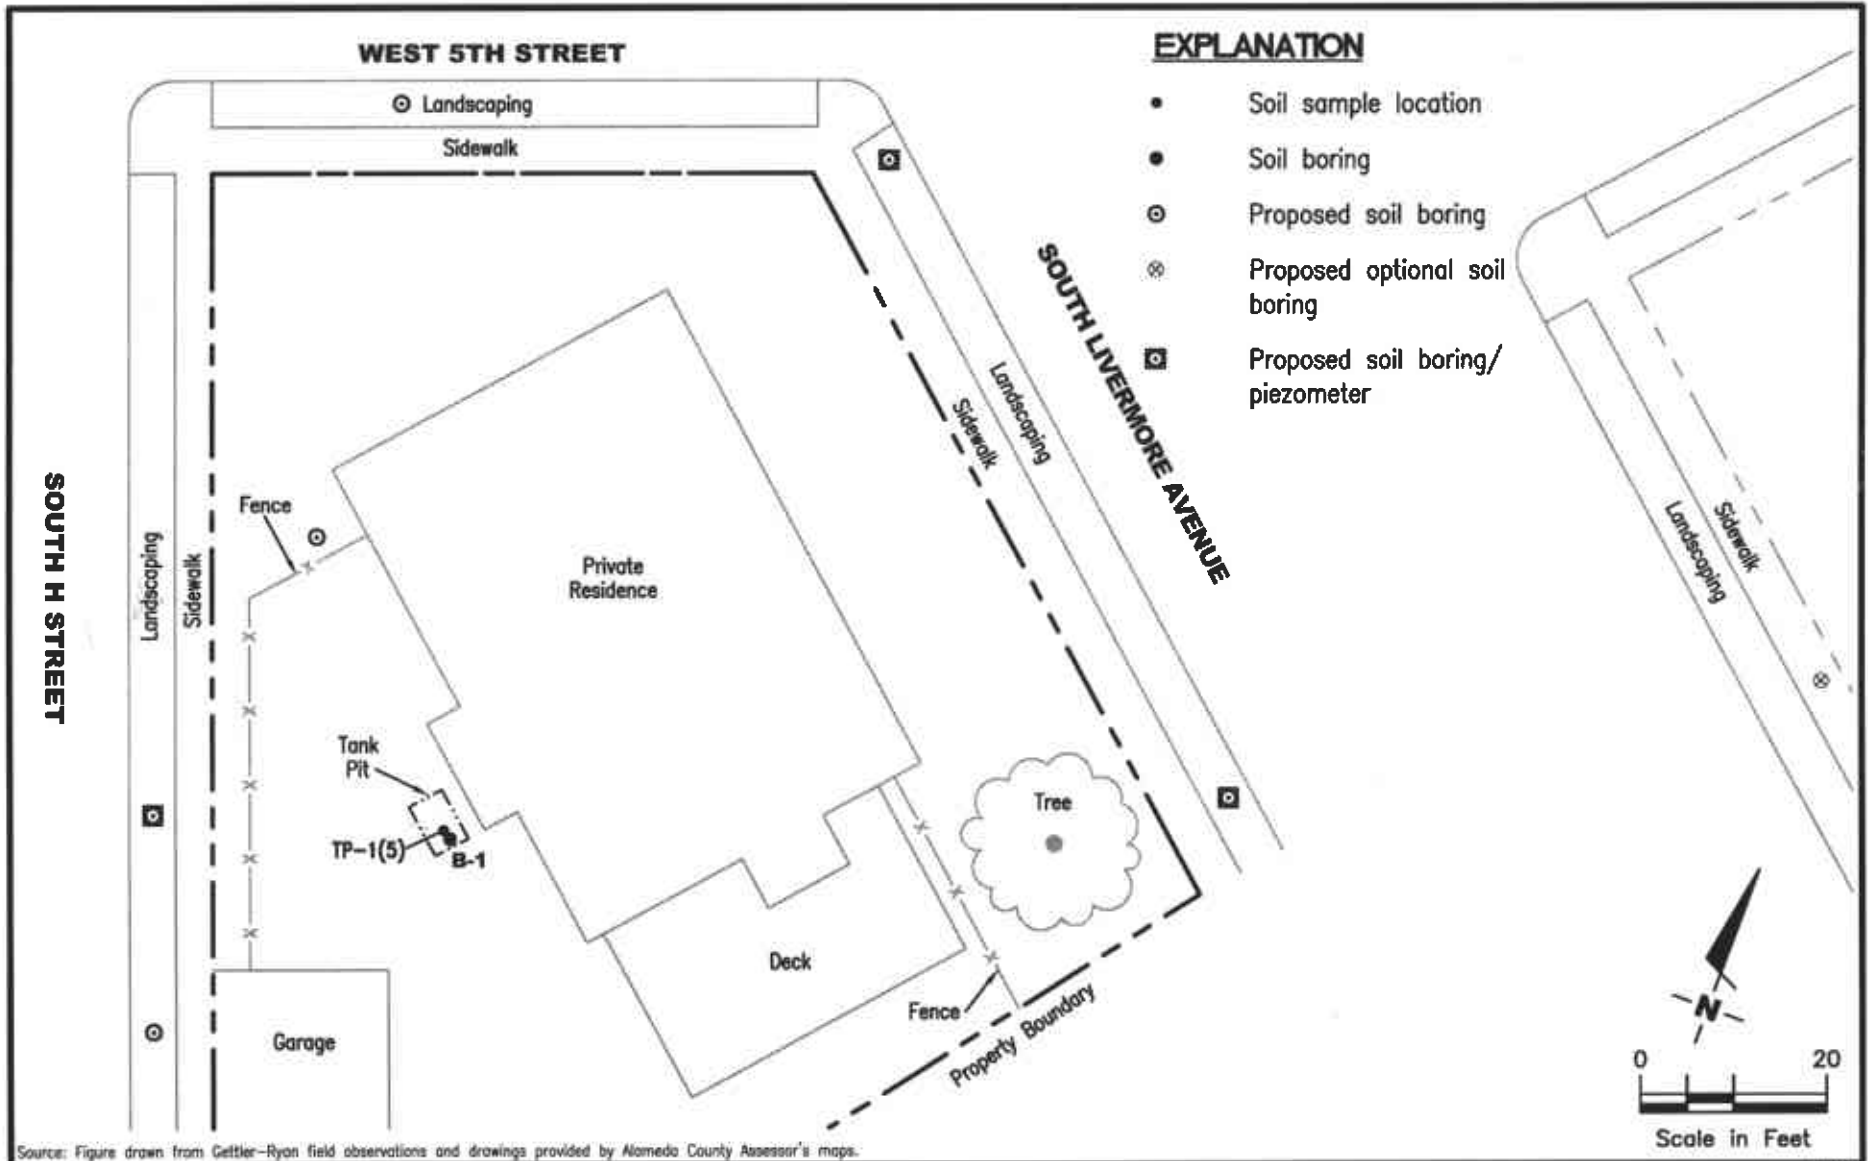 WEST 5TH STREET
Landscaping
Sidewalk
EXPLANATION
Soil sample location
Soil boring
Proposed soil boring
Proposed optional soil
boring
Proposed soil boring/
piezometer
SOUTH LIVERMORE AVENUE
Landscaping
Sidewalk
Landscaping
Sidewalk
SOUTH H STREET
Landscaping
Sidewalk
Fence
Private
Residence
Tank
Pit
TP-1(5)
B-1
Tree
Deck
Fence
Property Boundary
Garage
N
0 20
Scale in Feet
Source: Figure drawn from Gettler-Ryan field observations and drawings provided by Alameda County Assessor's maps.